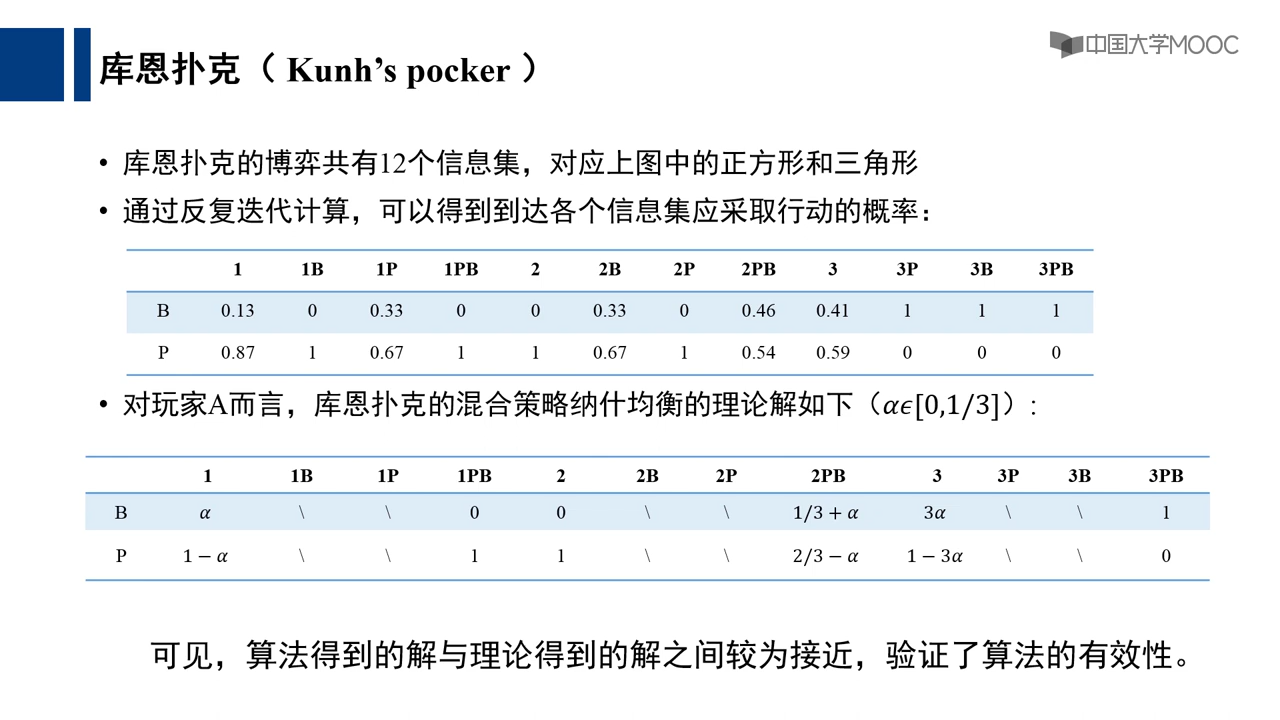 库恩扑克（ Kunh’s pocker ）
中国大学MOOC
• 库恩扑克的博弈共有12个信息集，对应上图中的正方形和三角形
• 通过反复迭代计算，可以得到到达各个信息集应采取行动的概率：
1 1B 1P 1PB 2 2B 2P 2PB 3 3P 3B 3PB
B 0.13 0 0.33 0 0 0.33 0 0.46 0.41 1 1 1
P 0.87 1 0.67 1 1 0.67 1 0.54 0.59 0 0 0
• 对玩家A而言，库恩扑克的混合策略纳什均衡的理论解如下（𝛼𝜖[0,1/3]）:
1 1B 1P 1PB 2 2B 2P 2PB 3 3P 3B 3PB
B 𝛼 \ \ 0 0 \ \ 1/3 + 𝛼 3𝛼 \ \ 1
P 1 − 𝛼 \ \ 1 1 \ \ 2/3 − 𝛼 1 − 3𝛼 \ \ 0
可见，算法得到的解与理论得到的解之间较为接近，验证了算法的有效性。